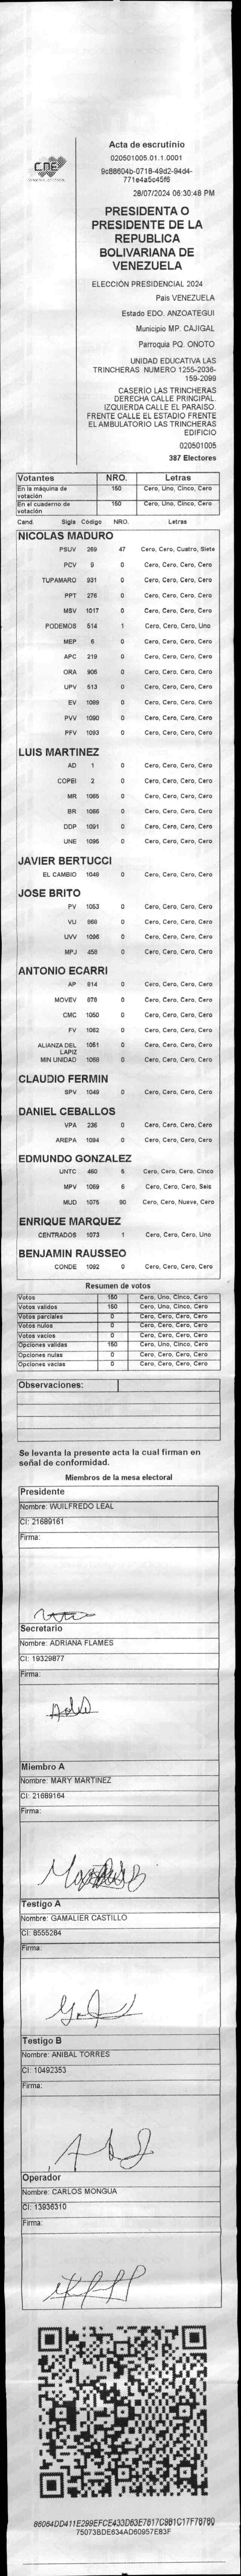 CNE
Acta de escrutinio
020501005.01.1.0001
9c88604b-0718-49d2-94d4-
771e4a5c45f6
28/07/2024 06:30:48 PM
PRESIDENTA O
PRESIDENTE DE LA
REPUBLICA
BOLIVARIANA DE
VENEZUELA
ELECCIÓN PRESIDENCIAL 2024
País VENEZUELA
Estado EDO. ANZOATEGUI
Municipio MP. CAJIGAL
Parroquia PQ. ONOTO
UNIDAD EDUCATIVA LAS
TRINCHERAS NUMERO 1255-2036-
159-2099
CASERÍO LAS TRINCHERAS
DERECHA CALLE PRINCIPAL.
IZQUIERDA CALLE EL PARAISO.
FRENTE CALLE EL ESTADIO FRENTE
EL AMBULATORIO LAS TRINCHERAS
EDIFICIO
020501005
387 Electores
Votantes NRO. Letras
En la máquina de votación 150 Cero, Uno, Cinco, Cero
En el cuaderno de votación 150 Cero, Uno, Cinco, Cero
Cand. Sigla Código NRO. Letras
NICOLAS MADURO
PSUV 269 47 Cero, Cero, Cuatro, Siete
PCV 9 0 Cero, Cero, Cero, Cero
TUPAMARO 931 0 Cero, Cero, Cero, Cero
PPT 276 0 Cero, Cero, Cero, Cero
MSV 1017 0 Cero, Cero, Cero, Cero
PODEMOS 514 1 Cero, Cero, Cero, Uno
MEP 6 0 Cero, Cero, Cero, Cero
APC 219 0 Cero, Cero, Cero, Cero
ORA 906 0 Cero, Cero, Cero, Cero
UPV 513 0 Cero, Cero, Cero, Cero
EV 1089 0 Cero, Cero, Cero, Cero
PVV 1090 0 Cero, Cero, Cero, Cero
PFV 1093 0 Cero, Cero, Cero, Cero
LUIS MARTINEZ
AD 1 0 Cero, Cero, Cero, Cero
COPEI 2 0 Cero, Cero, Cero, Cero
MR 1065 0 Cero, Cero, Cero, Cero
BR 1066 0 Cero, Cero, Cero, Cero
DDP 1091 0 Cero, Cero, Cero, Cero
UNE 1095 0 Cero, Cero, Cero, Cero
JAVIER BERTUCCI
EL CAMBIO 1048 0 Cero, Cero, Cero, Cero
JOSE BRITO
PV 1053 0 Cero, Cero, Cero, Cero
VU 868 0 Cero, Cero, Cero, Cero
UVV 1096 0 Cero, Cero, Cero, Cero
MPJ 458 0 Cero, Cero, Cero, Cero
ANTONIO ECARRI
AP 814 0 Cero, Cero, Cero, Cero
MOVEV 878 0 Cero, Cero, Cero, Cero
CMC 1050 0 Cero, Cero, Cero, Cero
FV 1082 0 Cero, Cero, Cero, Cero
ALIANZA DEL LAPIZ 1051 0 Cero, Cero, Cero, Cero
MIN UNIDAD 1088 0 Cero, Cero, Cero, Cero
CLAUDIO FERMIN
SPV 1049 0 Cero, Cero, Cero, Cero
DANIEL CEBALLOS
VPA 236 0 Cero, Cero, Cero, Cero
AREPA 1094 0 Cero, Cero, Cero, Cero
EDMUNDO GONZALEZ
UNTC 460 5 Cero, Cero, Cero, Cinco
MPV 1069 6 Cero, Cero, Cero, Seis
MUD 1075 90 Cero, Cero, Nueve, Cero
ENRIQUE MARQUEZ
CENTRADOS 1073 1 Cero, Cero, Cero, Uno
BENJAMIN RAUSSEO
CONDE 1092 0 Cero, Cero, Cero, Cero
Resumen de votos
Votos 150 Cero, Uno, Cinco, Cero
Votos validos 150 Cero, Uno, Cinco, Cero
Votos parciales 0 Cero, Cero, Cero, Cero
Votos nulos 0 Cero, Cero, Cero, Cero
Votos vacíos 0 Cero, Cero, Cero, Cero
Opciones validas 150 Cero, Uno, Cinco, Cero
Opciones nulas 0 Cero, Cero, Cero, Cero
Opciones vacías 0 Cero, Cero, Cero, Cero
Observaciones:
Se levanta la presente acta la cual firman en
señal de conformidad.
Miembros de la mesa electoral
Presidente
Nombre: WUILFREDO LEAL
CI: 21689161
Firma:
Secretario
Nombre: ADRIANA FLAMES
CI: 19329877
Firma:
Miembro A
Nombre: MARY MARTINEZ
CI: 21689164
Firma:
Testigo A
Nombre: GAMALIER CASTILLO
CI: 8555284
Firma:
Testigo B
Nombre: ANIBAL TORRES
CI: 10492353
Firma:
Operador
Nombre: CARLOS MONGUA
CI: 13936310
Firma:
86064DD411E299EFCE433D63E7617C981C17F78780
75073BDE634AD60957E83F